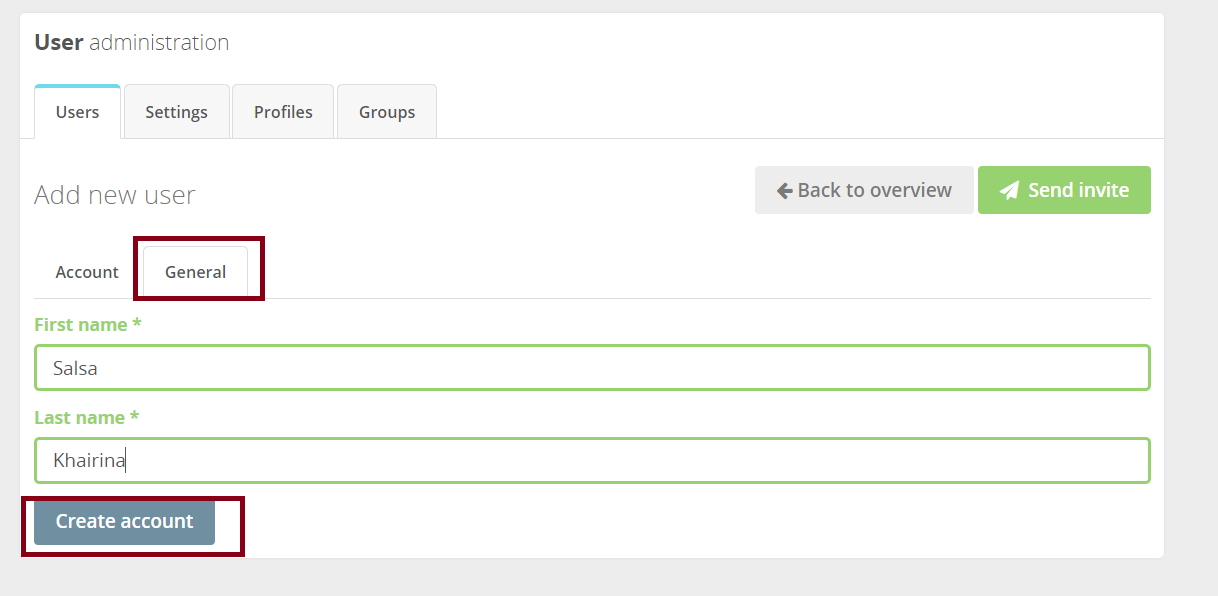 User administration
Users Settings Profiles Groups
Add new user
Back to overview Send invite
Account General
First name *
Salsa
Last name *
Khairina
Create account